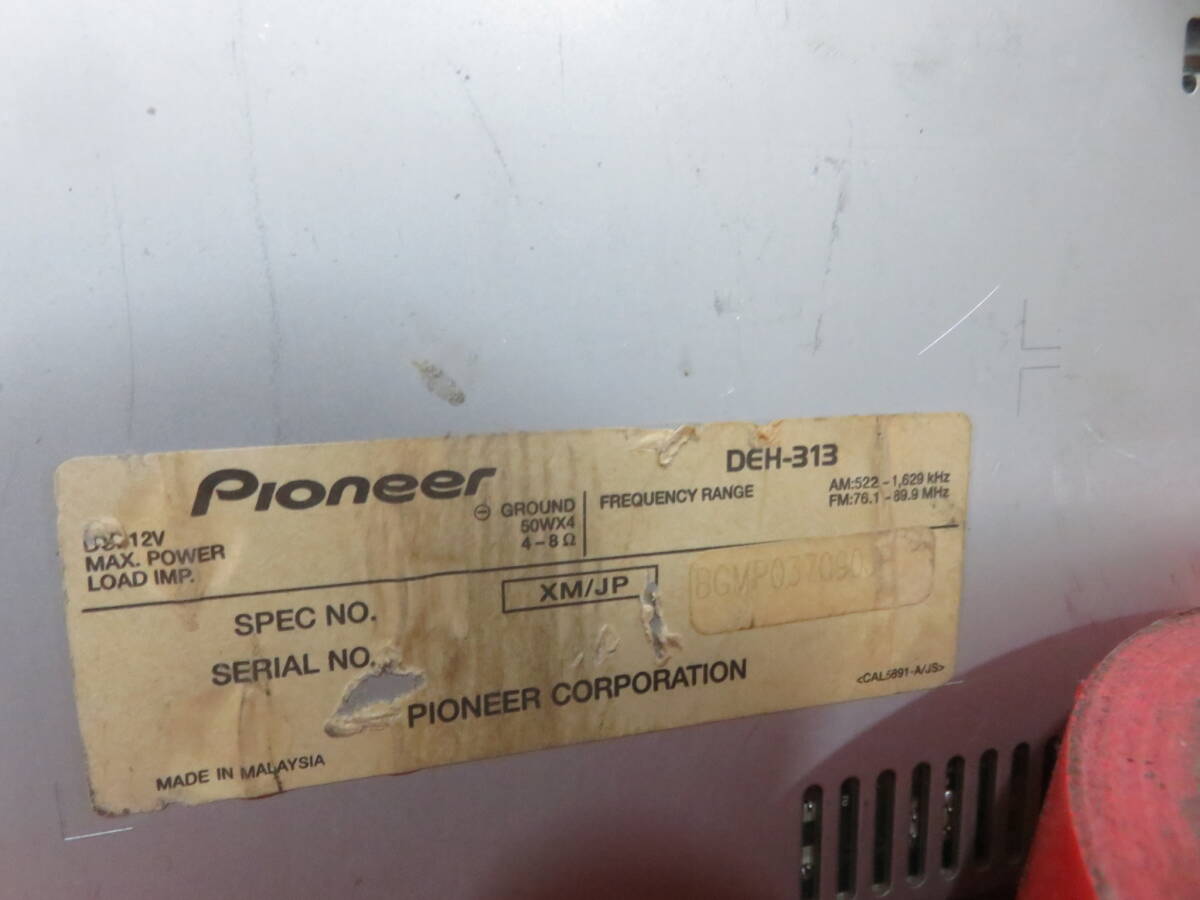 Pioneer
DEH-313
12V
MAX. POWER
LOAD IMP.
⊖ GROUND
50WX4
4-8Ω
FREQUENCY RANGE
AM:522 - 1,629 kHz
FM:76.1 - 89.9 MHz
SPEC NO.
XM/JP
SERIAL NO.
PIONEER CORPORATION
<CAL5891-A/JS>
MADE IN MALAYSIA